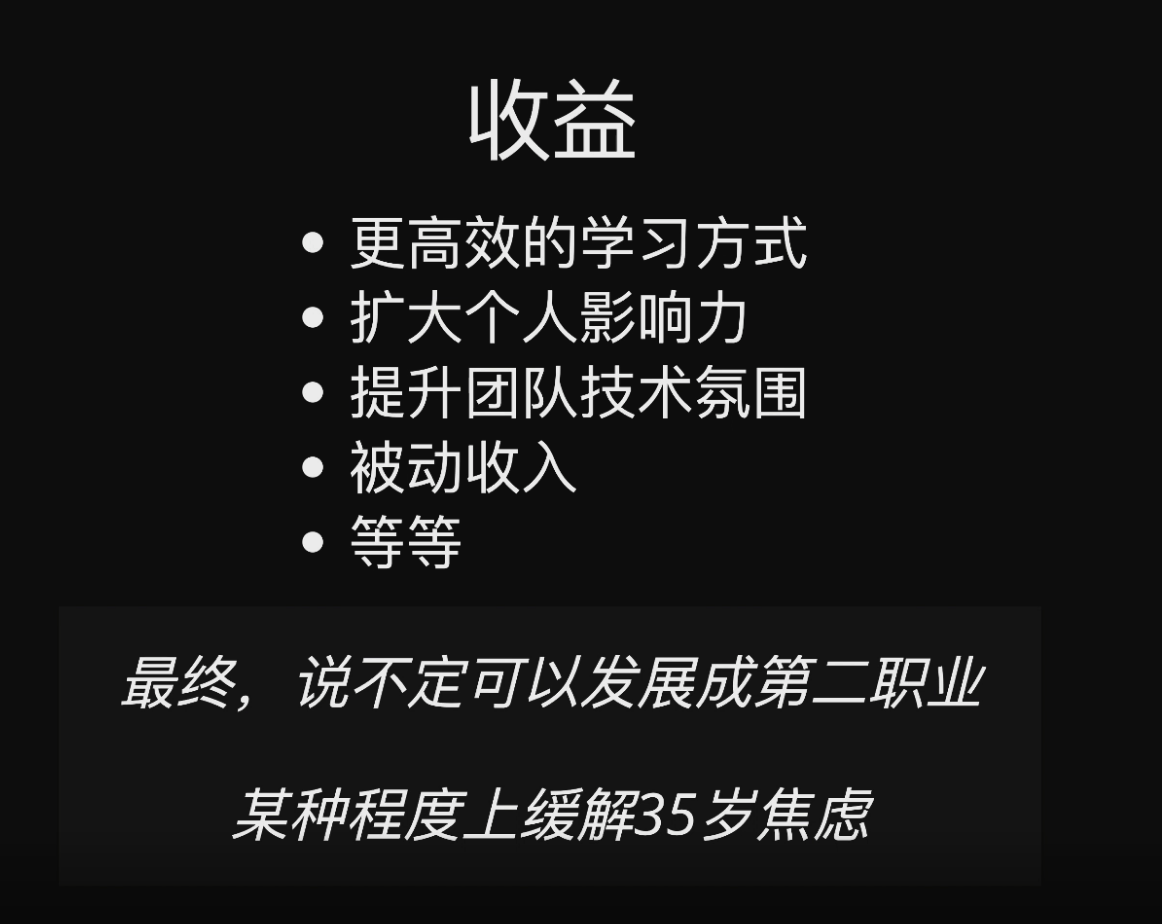 收益
• 更高效的学习方式
• 扩大个人影响力
• 提升团队技术氛围
• 被动收入
• 等等
最终，说不定可以发展成第二职业
某种程度上缓解35岁焦虑